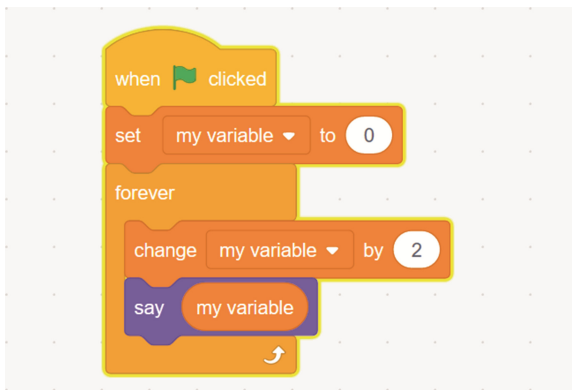 when clicked
set my variable to 0
forever
change my variable by 2
say my variable